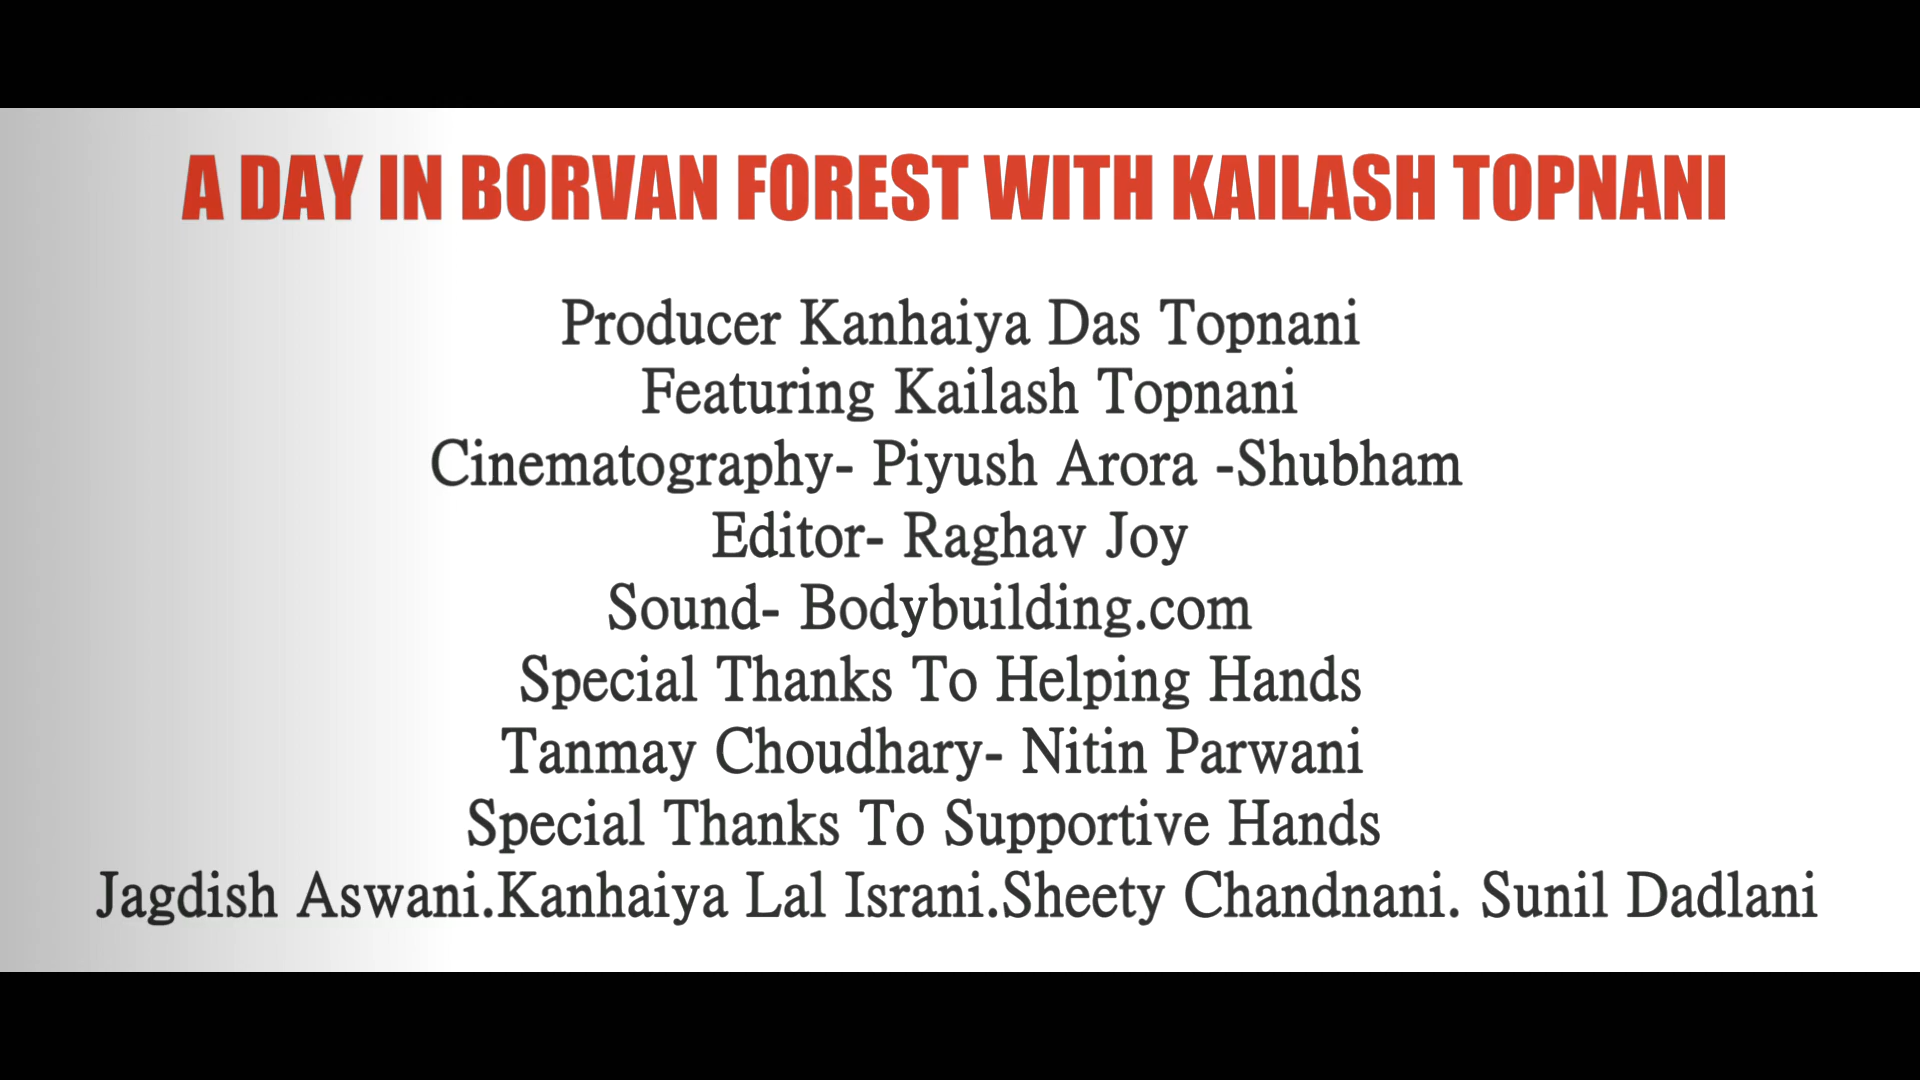 A DAY IN BORVAN FOREST WITH KAILASH TOPNANI
Producer Kanhaiya Das Topnani
Featuring Kailash Topnani
Cinematography- Piyush Arora -Shubham
Editor- Raghav Joy
Sound- Bodybuilding.com
Special Thanks To Helping Hands
Tanmay Choudhary- Nitin Parwani
Special Thanks To Supportive Hands
Jagdish Aswani.Kanhaiya Lal Israni.Sheety Chandnani. Sunil Dadlani